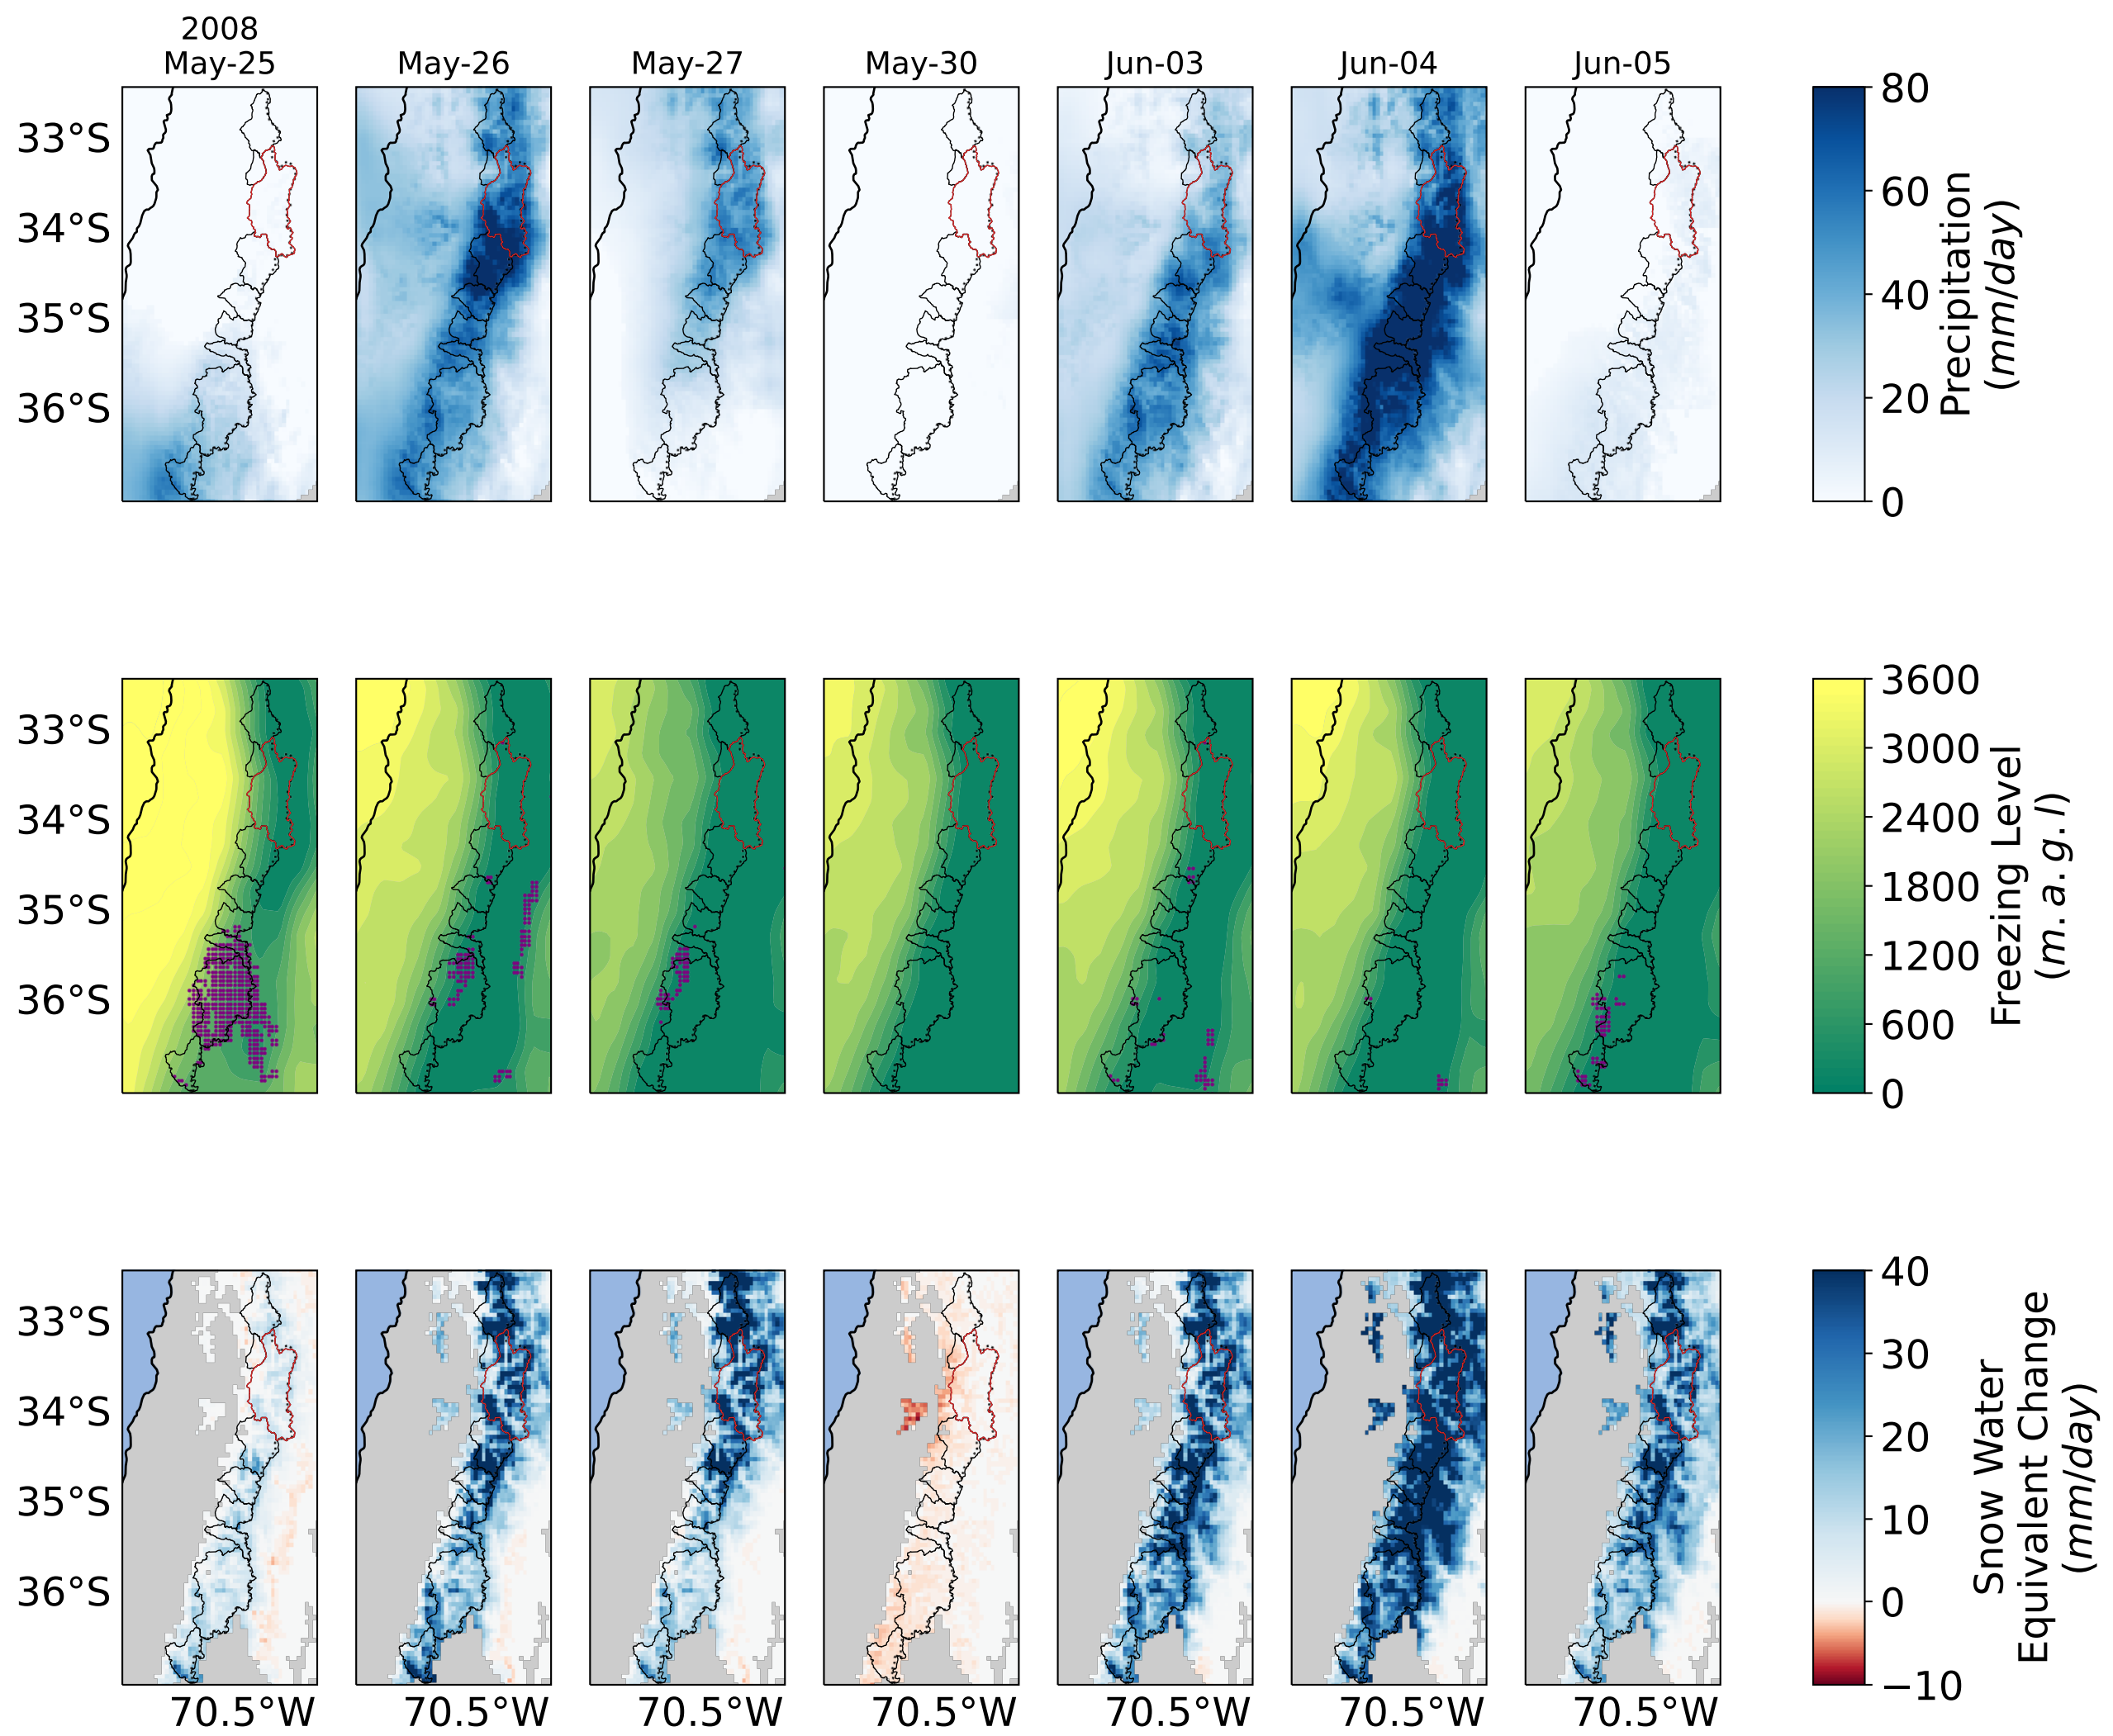 2008
May-25
May-26
May-27
May-30
Jun-03
Jun-04
Jun-05
33°S
34°S
35°S
36°S
80
60
40
20
0
Precipitation
(mm/day)
33°S
34°S
35°S
36°S
3600
3000
2400
1800
1200
600
0
Freezing Level
(m.a.g.l)
33°S
34°S
35°S
36°S
40
30
20
10
0
−10
Snow Water
Equivalent Change
(mm/day)
70.5°W
70.5°W
70.5°W
70.5°W
70.5°W
70.5°W
70.5°W